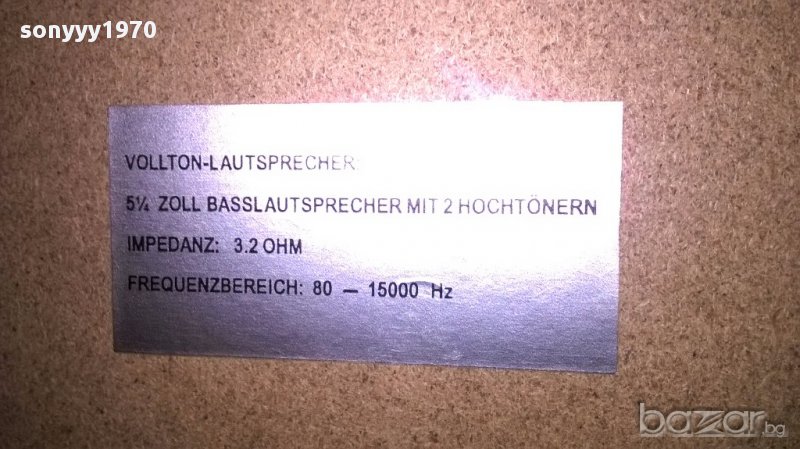 sonyyy1970
VOLLTON-LAUTSPRECHER
5¼ ZOLL BASSLAUTSPRECHER MIT 2 HOCHTÖNERN
IMPEDANZ: 3.2 OHM
FREQUENZBEREICH: 80 — 15000 Hz
bazar.bg